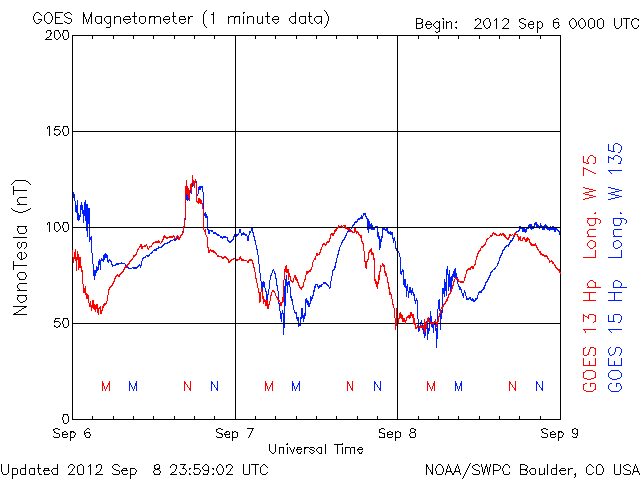 GOES Magnetometer (1 minute data)
Begin: 2012 Sep 6 0000 UTC
200
150
100
50
0
NanoTesla (nT)
M M N N M M N N M M N N
Sep 6 Sep 7 Sep 8 Sep 9
Universal Time
GOES 13 Hp Long. W 75
GOES 15 Hp Long. W 135
Updated 2012 Sep 8 23:59:02 UTC
NOAA/SWPC Boulder, CO USA